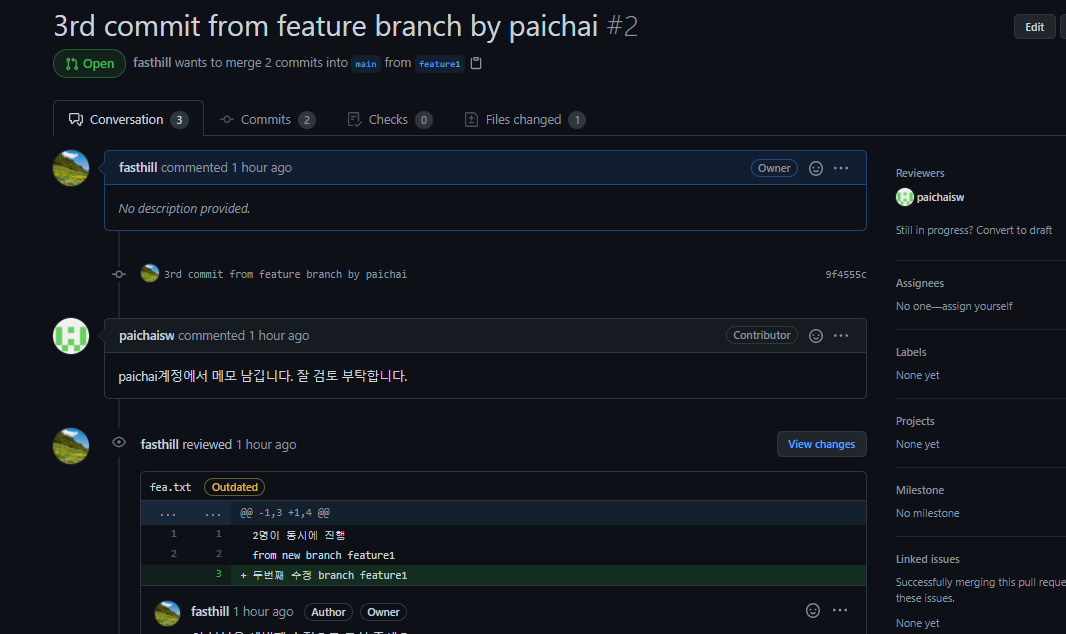 3rd commit from feature branch by paichai #2
Edit
Open
fasthill wants to merge 2 commits into main from feature1
Conversation 3 Commits 2 Checks 0 Files changed 1
fasthill commented 1 hour ago
Owner
No description provided.
3rd commit from feature branch by paichai
9f4555c
paichaisw commented 1 hour ago
Contributor
paichai계정에서 메모 남깁니다. 잘 검토 부탁합니다.
fasthill reviewed 1 hour ago
View changes
fea.txt Outdated
... ... @@ -1,3 +1,4 @@
1 1 2명이 동시에 진행
2 2 from new branch feature1
3 + 두번째 수정 branch feature1
fasthill 1 hour ago Author Owner
Reviewers
paichaisw
Still in progress? Convert to draft
Assignees
No one—assign yourself
Labels
None yet
Projects
None yet
Milestone
No milestone
Linked issues
Successfully merging this pull reque
these issues.
None yet